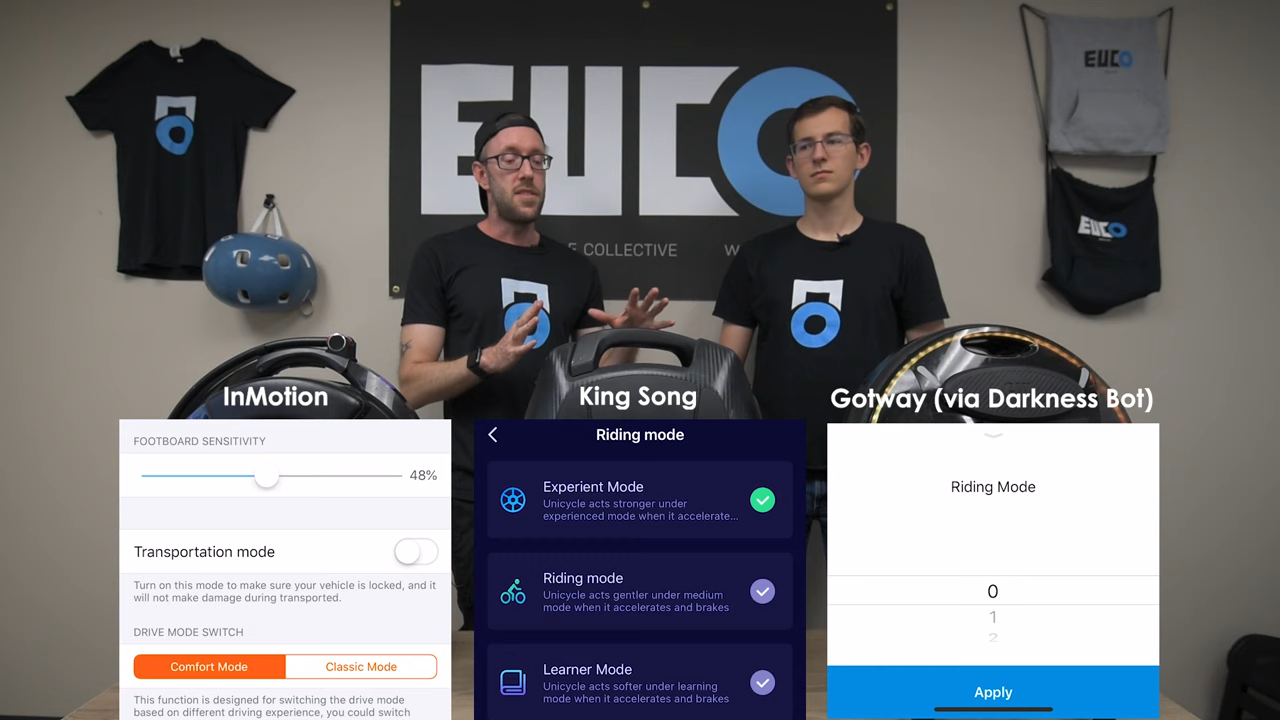 EUCO
E COLLECTIVE
W
EUCO
EUCO
InMotion
FOOTBOARD SENSITIVITY
48%
Transportation mode
Turn on this mode to make sure your vehicle is locked, and it
will not make damage during transported.
DRIVE MODE SWITCH
Comfort Mode
Classic Mode
This function is designed for switching the drive mode
based on different driving experience, you could switch
King Song
Riding mode
Experient Mode
Unicycle acts stronger under
experienced mode when it accelerate...
Riding mode
Unicycle acts gentler under medium
mode when it accelerates and brakes
Learner Mode
Unicycle acts softer under learning
mode when it accelerates and brakes
Gotway (via Darkness Bot)
Riding Mode
0
1
2
Apply